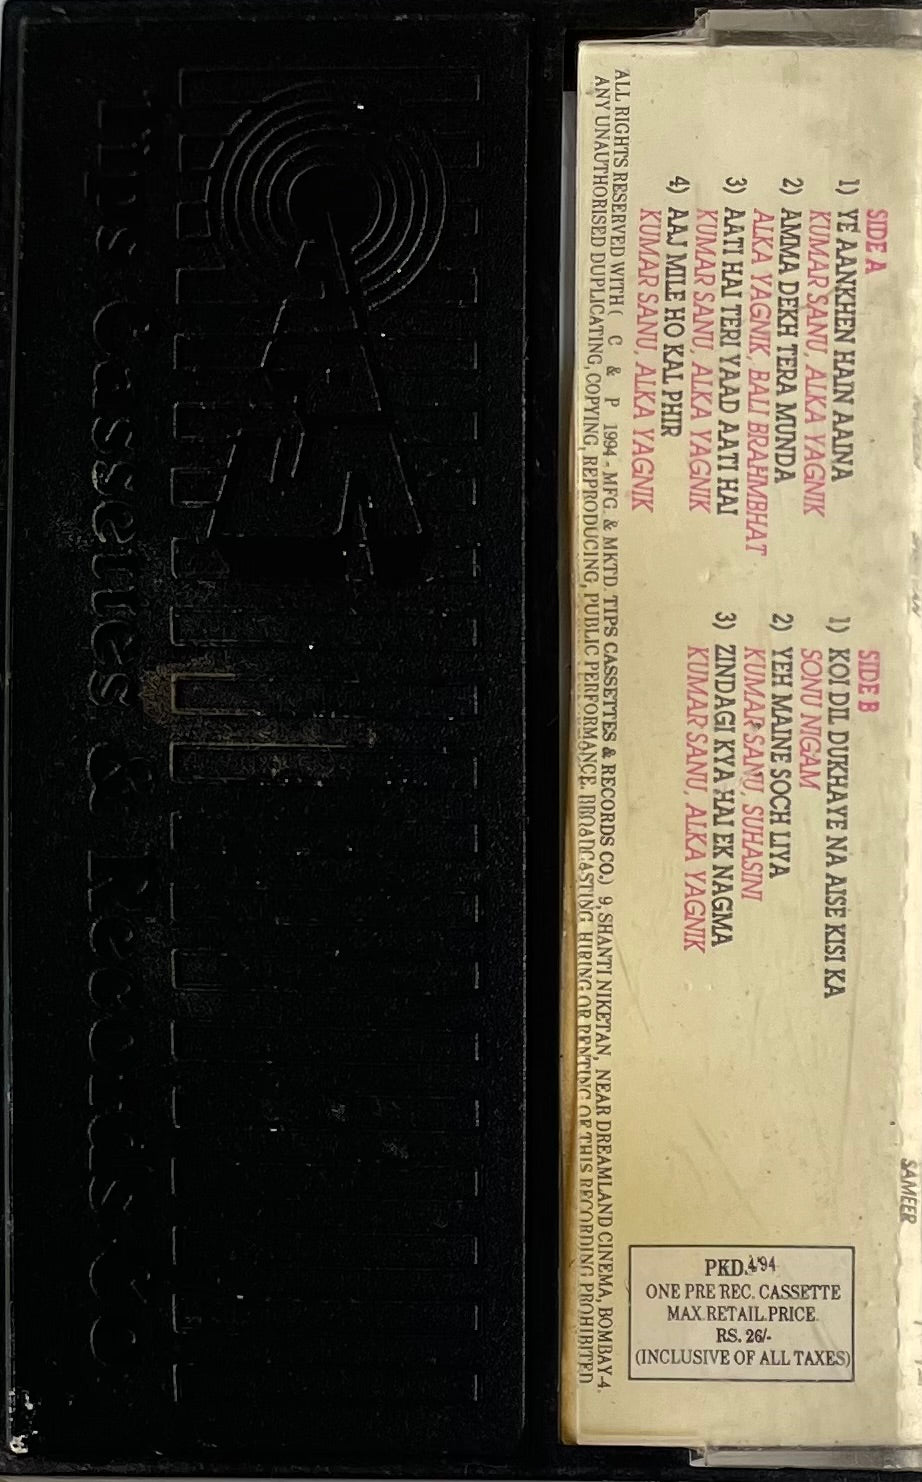 SIDE A
1) YE AANKHEN HAIN AAINA
KUMAR SANU, ALKA YAGNIK
2) AMMA DEKH TERA MUNDA
ALKA YAGNIK, BALI BRAHMBHAT
3) AATI HAI TERI YAAD AATI HAI
KUMAR SANU, ALKA YAGNIK
4) AAJ MILE HO KAL PHIR
KUMAR SANU, ALKA YAGNIK
SIDE B
1) KOI DIL DUKHAYE NA AISE KISI KA
SONU NIGAM
2) YEH MAINE SOCH LIYA
KUMAR SANU, SUHASINI
3) ZINDAGI KYA HAI EK NAGMA
KUMAR SANU, ALKA YAGNIK
ALL RIGHTS RESERVED WITH ( C & P 1994 - MFG. & MKTD. TIPS CASSETTES & RECORDS CO.) 9, SHANTI NIKETAN, NEAR DREAMLAND CINEMA, BOMBAY-4.
ANY UNAUTHORISED DUPLICATING, COPYING, REPRODUCING, PUBLIC PERFORMANCE, BROADCASTING, HIRING OR RENTING OF THIS RECORDING PROHIBITED
SAMEER
PKD.4'94
ONE PRE REC. CASSETTE
MAX.RETAIL.PRICE.
RS. 26/-
(INCLUSIVE OF ALL TAXES)
TIPS
Tips Cassettes & Records Co